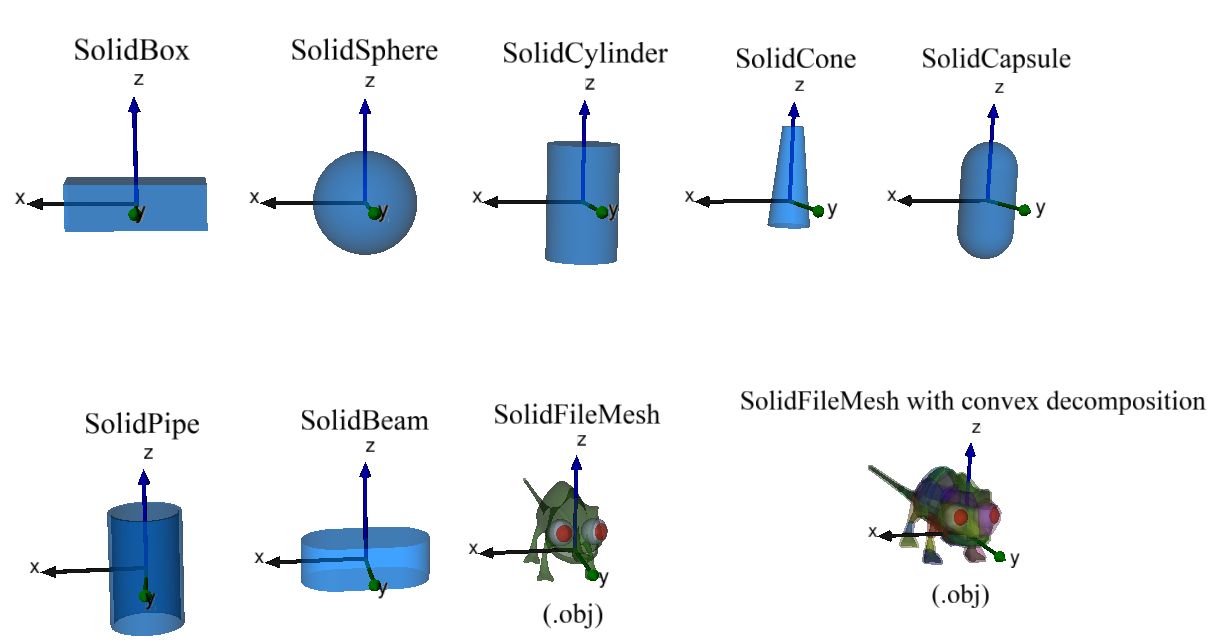 SolidBox
SolidSphere
SolidCylinder
SolidCone
SolidCapsule
z
z
z
z
z
x
y
x
y
x
y
x
y
x
y
SolidPipe
SolidBeam
SolidFileMesh
SolidFileMesh with convex decomposition
z
z
z
z
x
y
x
y
x
y
x
y
(.obj)
(.obj)